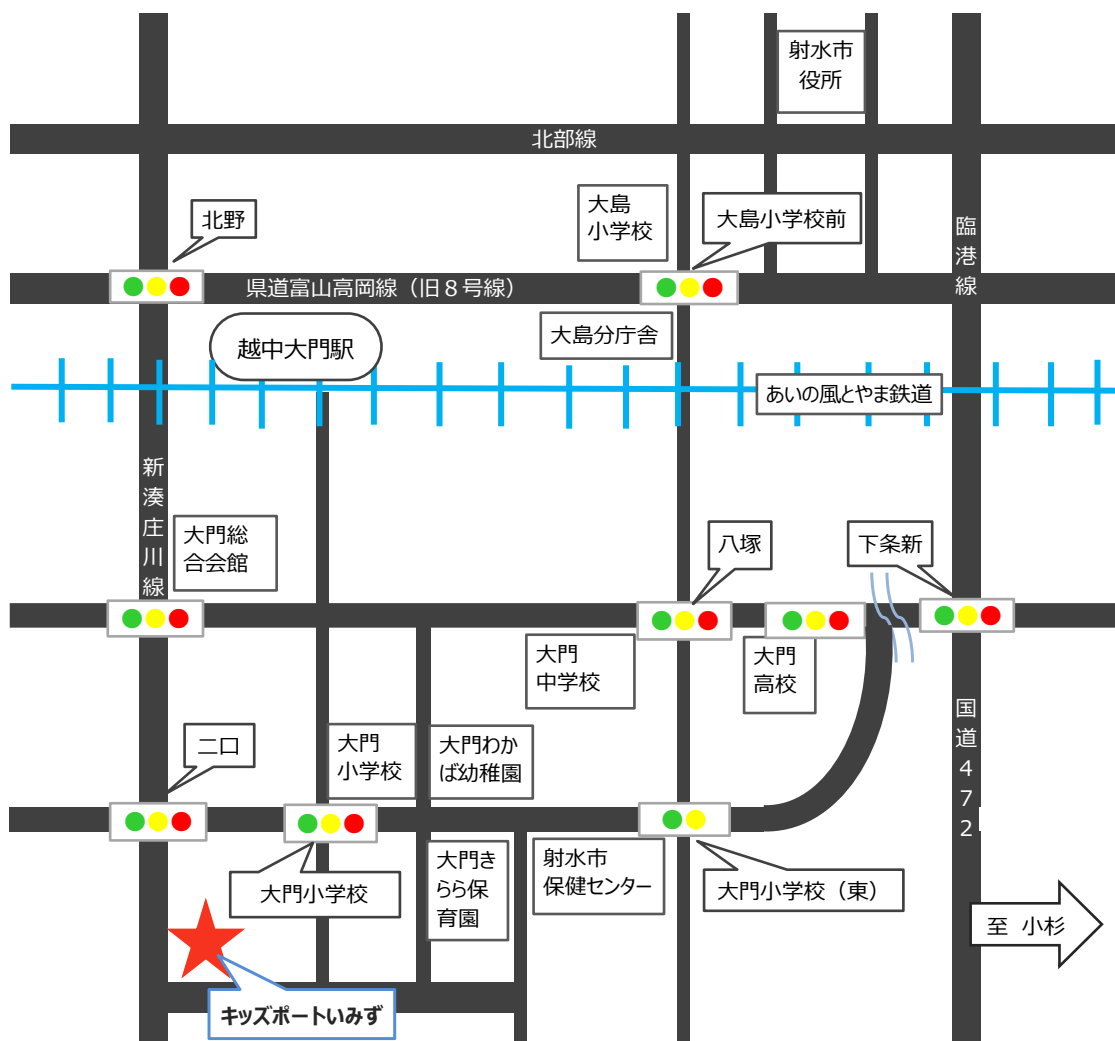 射水市
役所
北部線
大島
小学校
大島小学校前
北野
臨港線
県道富山高岡線（旧８号線）
大島分庁舎
越中大門駅
あいの風とやま鉄道
新湊庄川線
大門総
合会館
八塚
下条新
大門
中学校
大門
高校
国道４７２
二口
大門
小学校
大門わか
ば幼稚園
大門小学校
大門き
らら保
育園
射水市
保健センター
大門小学校（東）
至 小杉
キッズポートいみず